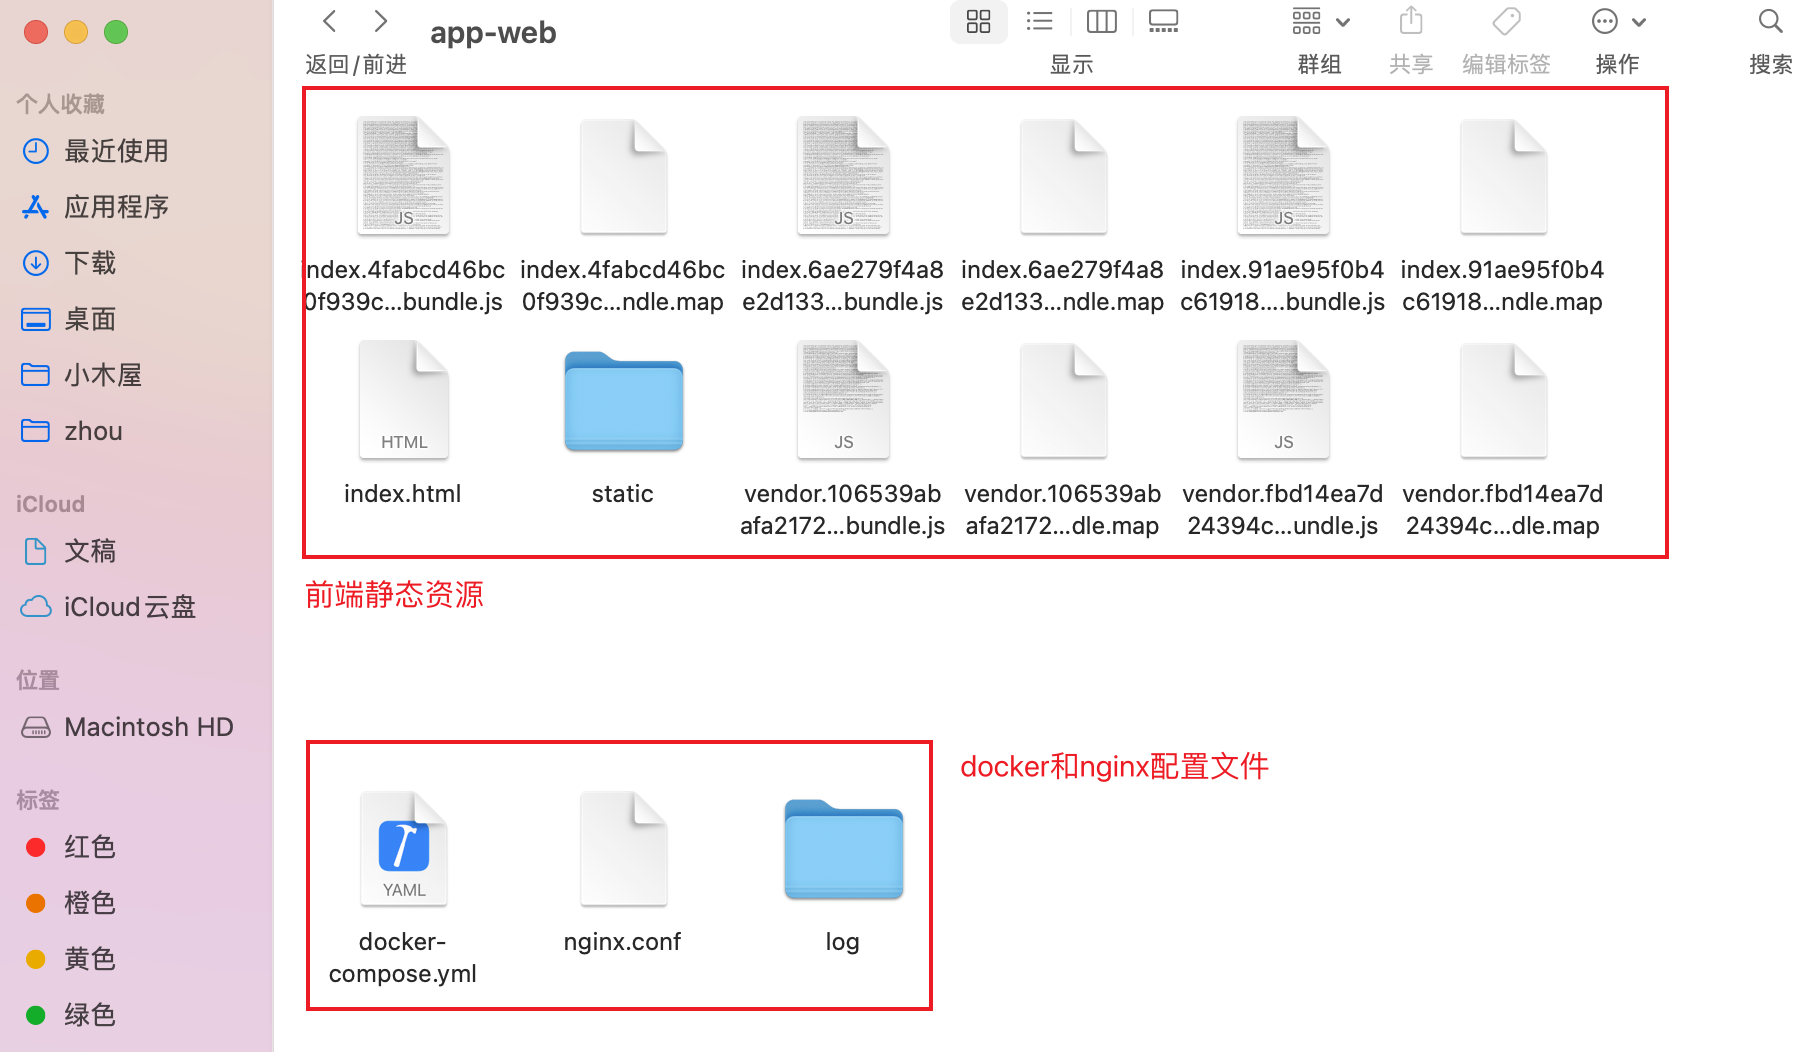 app-web
返回/前进
显示
群组
共享
编辑标签
操作
搜索
个人收藏
最近使用
应用程序
下载
桌面
小木屋
zhou
iCloud
文稿
iCloud云盘
位置
Macintosh HD
标签
红色
橙色
黄色
绿色
JS
JS
JS
index.4fabcd46bc
0f939c...bundle.js
index.4fabcd46bc
0f939c...ndle.map
index.6ae279f4a8
e2d133...bundle.js
index.6ae279f4a8
e2d133...ndle.map
index.91ae95f0b4
c61918....bundle.js
index.91ae95f0b4
c61918...ndle.map
HTML
JS
JS
index.html
static
vendor.106539ab
afa2172...bundle.js
vendor.106539ab
afa2172...dle.map
vendor.fbd14ea7d
24394c...undle.js
vendor.fbd14ea7d
24394c...dle.map
前端静态资源
docker和nginx配置文件
YAML
docker-
compose.yml
nginx.conf
log